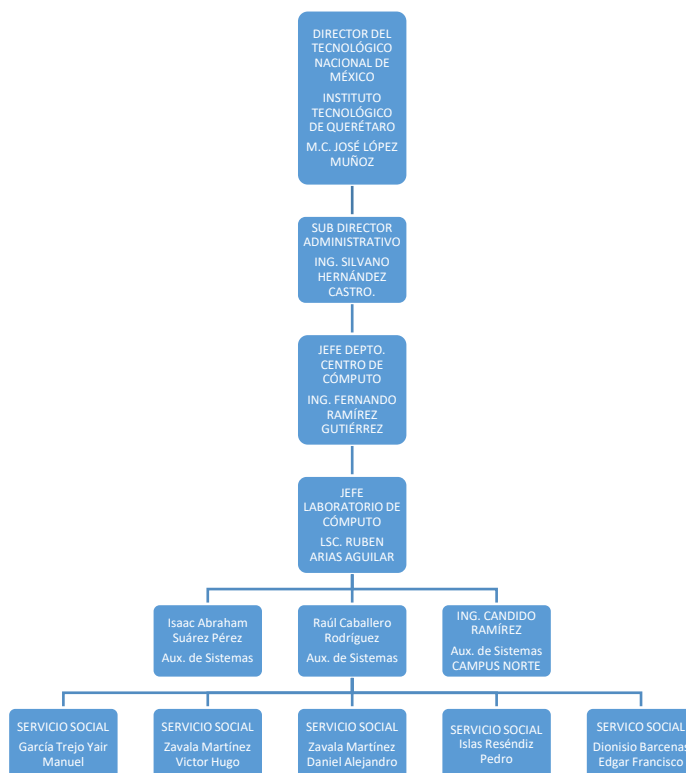 DIRECTOR DEL
TECNOLÓGICO
NACIONAL DE
MÉXICO
INSTITUTO
TECNOLÓGICO
DE QUERÉTARO
M.C. JOSÉ LÓPEZ
MUÑOZ
SUB DIRECTOR
ADMINISTRATIVO
ING. SILVANO
HERNÁNDEZ
CASTRO.
JEFE DEPTO.
CENTRO DE
CÓMPUTO
ING. FERNANDO
RAMÍREZ
GUTIÉRREZ
JEFE
LABORATORIO DE
CÓMPUTO
LSC. RUBEN
ARIAS AGUILAR
Isaac Abraham
Suárez Pérez
Aux. de Sistemas
Raúl Caballero
Rodríguez
Aux. de Sistemas
ING. CANDIDO
RAMÍREZ
Aux. de Sistemas
CAMPUS NORTE
SERVICIO SOCIAL
García Trejo Yair
Manuel
SERVICIO SOCIAL
Zavala Martínez
Victor Hugo
SERVICIO SOCIAL
Zavala Martínez
Daniel Alejandro
SERVICIO SOCIAL
Islas Reséndiz
Pedro
SERVICO SOCIAL
Dionisio Barcenas
Edgar Francisco